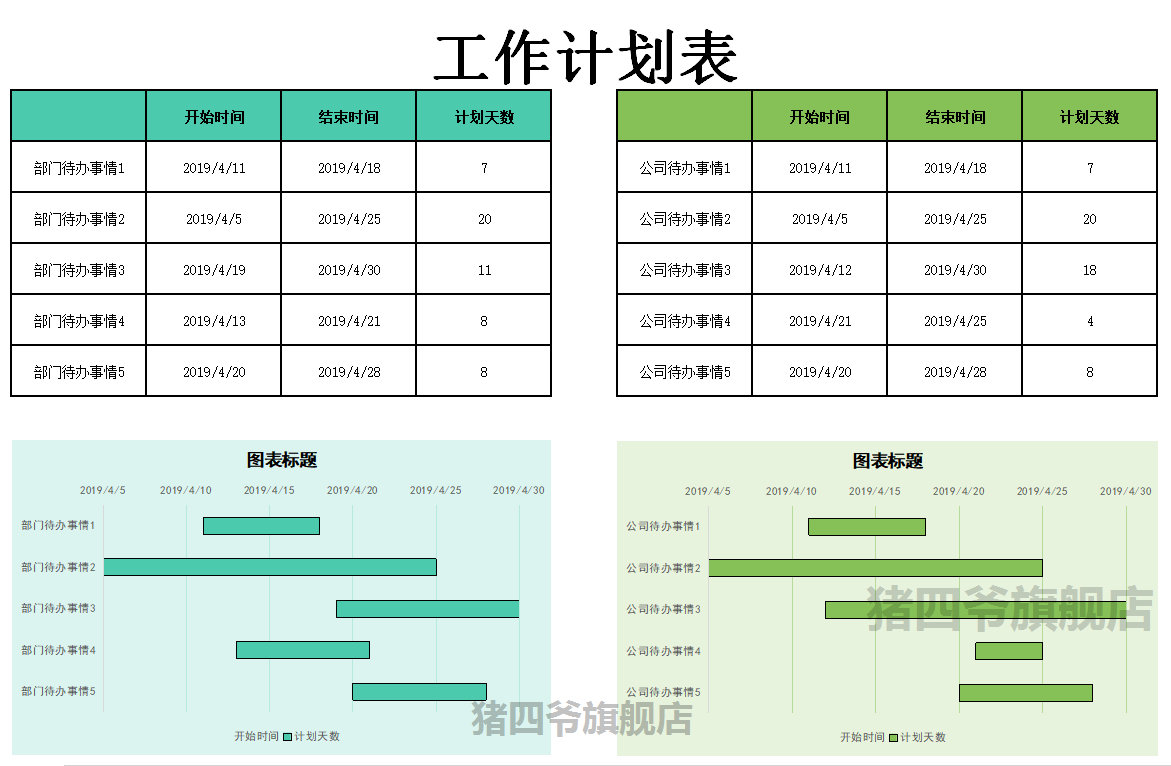 工作计划表
开始时间 结束时间 计划天数
部门待办事情1 2019/4/11 2019/4/18 7
部门待办事情2 2019/4/5 2019/4/25 20
部门待办事情3 2019/4/19 2019/4/30 11
部门待办事情4 2019/4/13 2019/4/21 8
部门待办事情5 2019/4/20 2019/4/28 8
开始时间 结束时间 计划天数
公司待办事情1 2019/4/11 2019/4/18 7
公司待办事情2 2019/4/5 2019/4/25 20
公司待办事情3 2019/4/12 2019/4/30 18
公司待办事情4 2019/4/21 2019/4/25 4
公司待办事情5 2019/4/20 2019/4/28 8
图表标题
2019/4/5 2019/4/10 2019/4/15 2019/4/20 2019/4/25 2019/4/30
部门待办事情1
部门待办事情2
部门待办事情3
部门待办事情4
部门待办事情5
开始时间 计划天数
图表标题
2019/4/5 2019/4/10 2019/4/15 2019/4/20 2019/4/25 2019/4/30
公司待办事情1
公司待办事情2
公司待办事情3
公司待办事情4
公司待办事情5
开始时间 计划天数
猪四爷旗舰店
猪四爷旗舰店